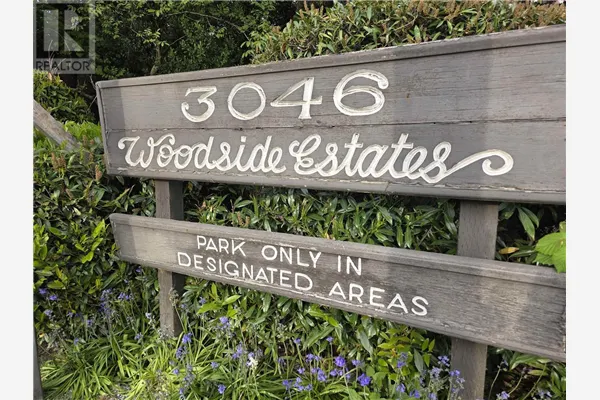 REALTOR
3046
Woodside Estates
PARK ONLY IN
DESIGNATED AREAS